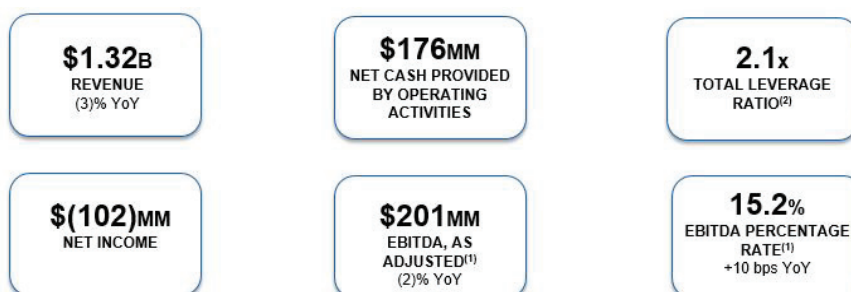 $1.32B
REVENUE
(3)% YoY
$176MM
NET CASH PROVIDED
BY OPERATING
ACTIVITIES
2.1x
TOTAL LEVERAGE
RATIO(2)
$(102)MM
NET INCOME
$201MM
EBITDA, AS
ADJUSTED(1)
(2)% YoY
15.2%
EBITDA PERCENTAGE
RATE(1)
+10 bps YoY